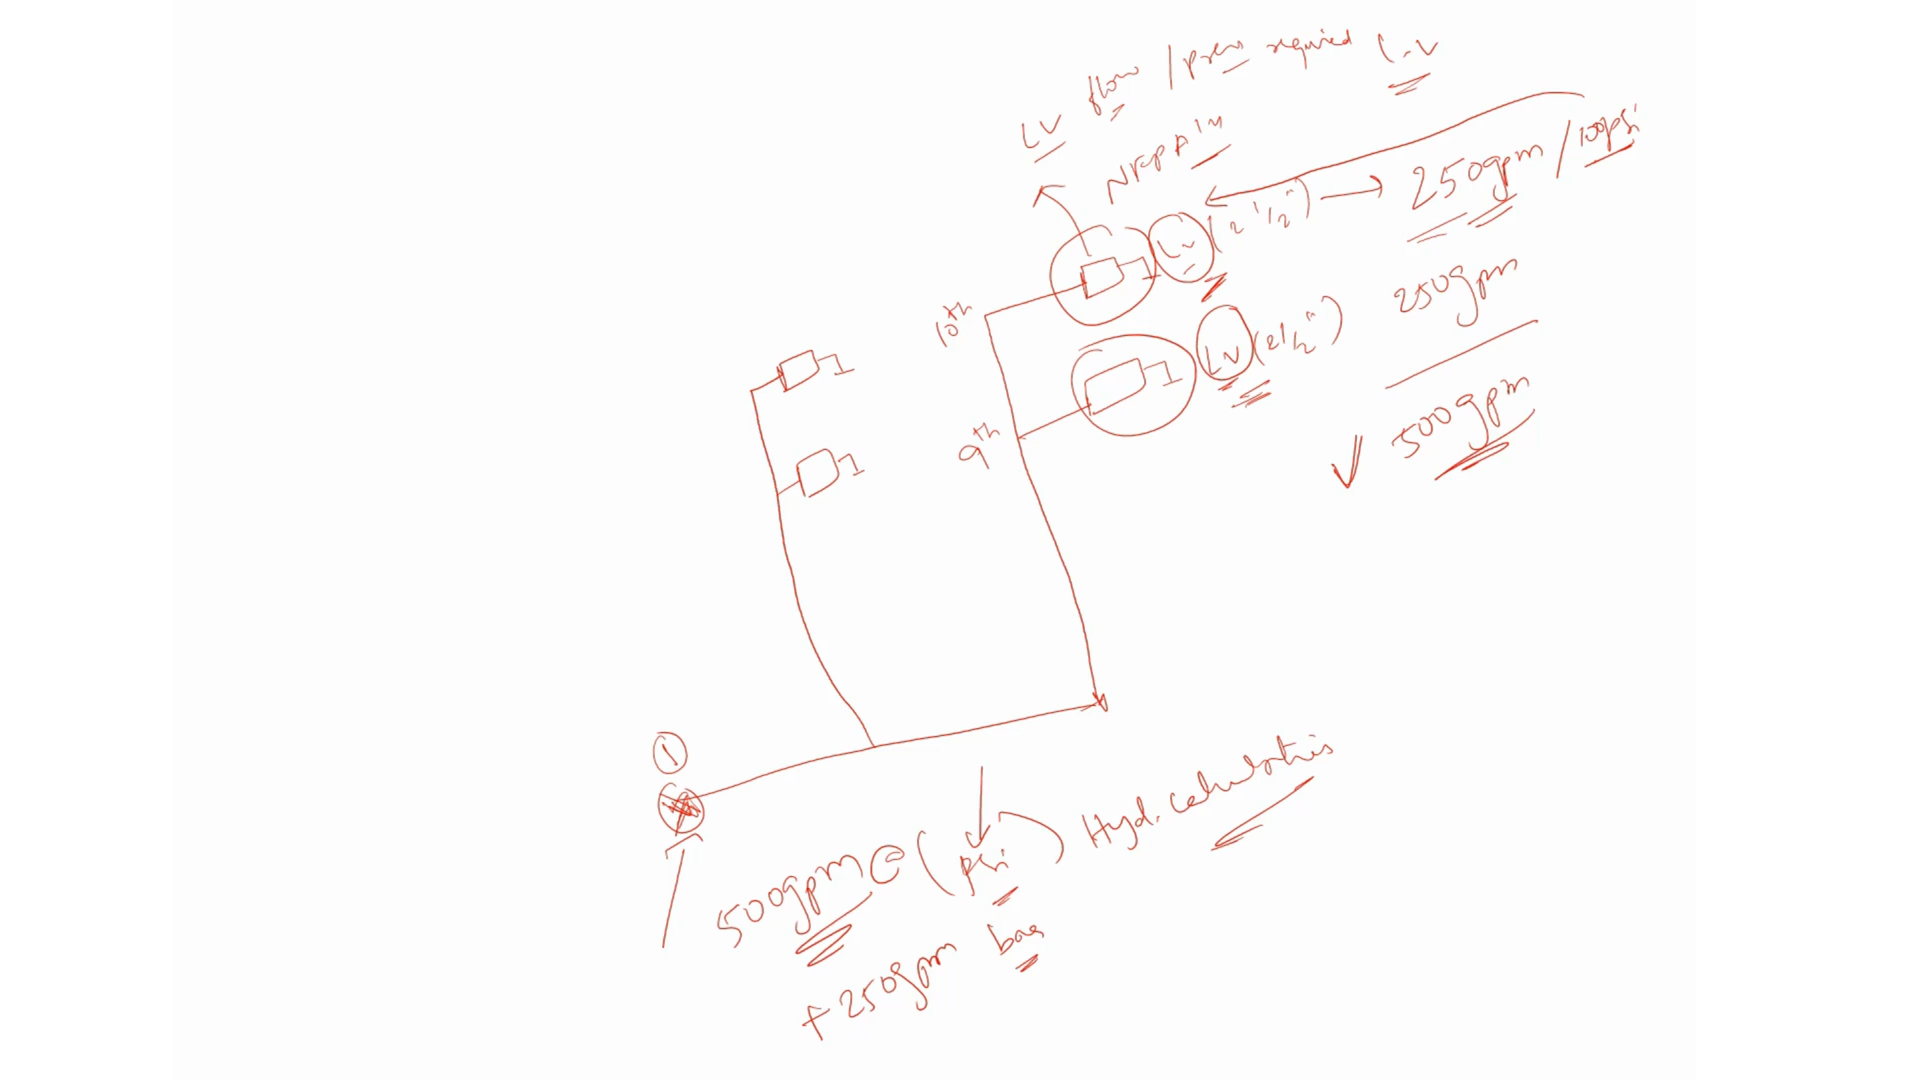 LV flow / press required LV
NFPA 14
LV (2 1/2") → 250gpm / 100psi
10th
LV (2 1/2") 250gpm
9th
500gpm
1
500gpm @ ( psi ) Hyd. calculations
bar
+ 250gpm